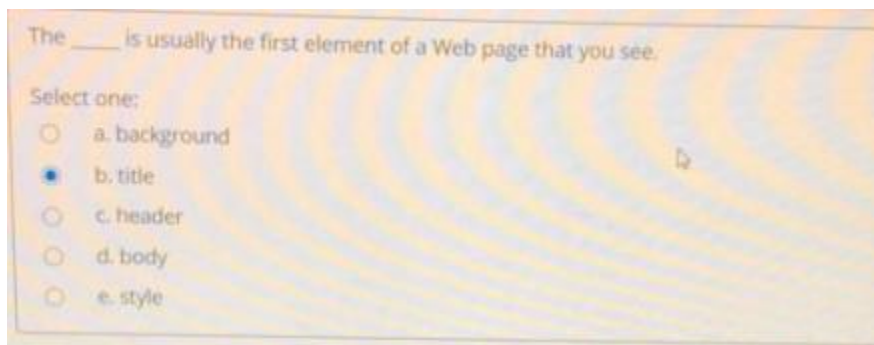 The ____ is usually the first element of a Web page that you see.
Select one:
a. background
b. title
c. header
d. body
e. style